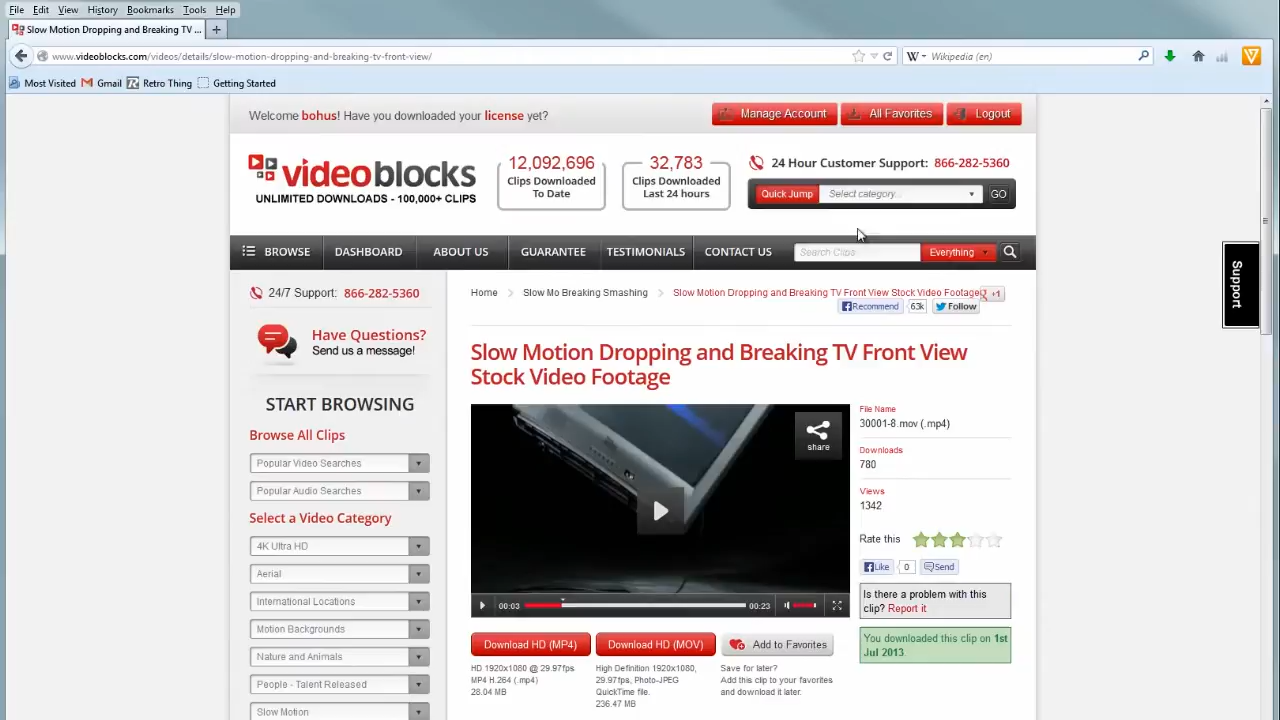 File Edit View History Bookmarks Tools Help
Slow Motion Dropping and Breaking TV ...
www.videoblocks.com/videos/details/slow-motion-dropping-and-breaking-tv-front-view/
W Wikipedia (en)
Most Visited Gmail Retro Thing Getting Started
Welcome bohus! Have you downloaded your license yet?
Manage Account All Favorites Logout
videoblocks
UNLIMITED DOWNLOADS - 100,000+ CLIPS
12,092,696
Clips Downloaded
To Date
32,783
Clips Downloaded
Last 24 hours
24 Hour Customer Support: 866-282-5360
Quick Jump Select category... GO
BROWSE DASHBOARD ABOUT US GUARANTEE TESTIMONIALS CONTACT US Search Clips Everything
Support
24/7 Support: 866-282-5360
Have Questions?
Send us a message!
START BROWSING
Browse All Clips
Popular Video Searches
Popular Audio Searches
Select a Video Category
4K Ultra HD
Aerial
International Locations
Motion Backgrounds
Nature and Animals
People - Talent Released
Slow Motion
Home > Slow Mo Breaking Smashing > Slow Motion Dropping and Breaking TV Front View Stock Video Footage +1
Recommend 63k Follow
Slow Motion Dropping and Breaking TV Front View
Stock Video Footage
share
00:03 00:23
File Name
30001-8.mov (.mp4)
Downloads
780
Views
1342
Rate this
Like 0 Send
Is there a problem with this
clip? Report it
You downloaded this clip on 1st
Jul 2013.
Download HD (MP4) Download HD (MOV) Add to Favorites
HD 1920x1080 @ 29.97fps
MP4 H.264 (.mp4)
28.04 MB
High Definition 1920x1080,
29.97fps, Photo-JPEG
QuickTime file.
236.47 MB
Save for later?
Add this clip to your favorites
and download it later.